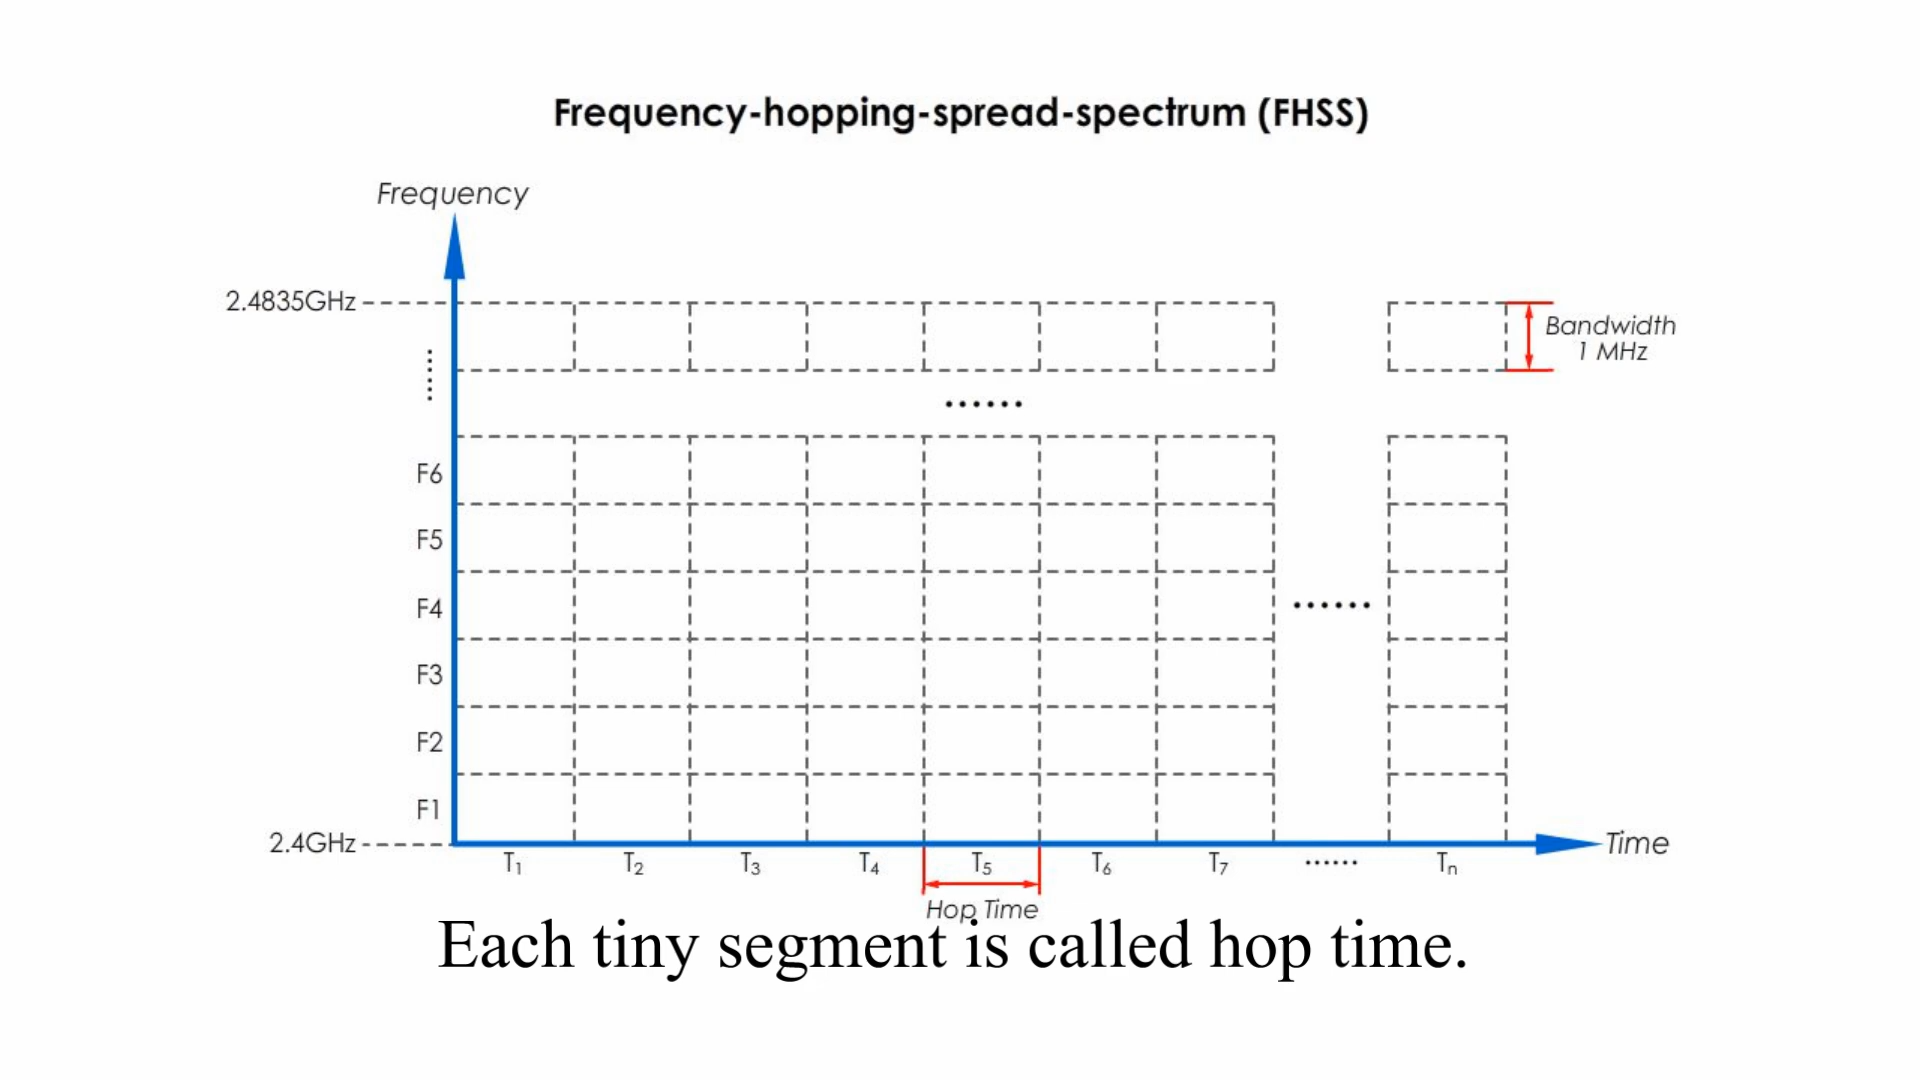 Frequency-hopping-spread-spectrum (FHSS)
Frequency
2.4835GHz
Bandwidth
1 MHz
......
......
F6
F5
F4
......
F3
F2
F1
2.4GHz
Time
T₁ T₂ T₃ T₄ T₅ T₆ T₇ ...... Tₙ
Hop Time
Each tiny segment is called hop time.